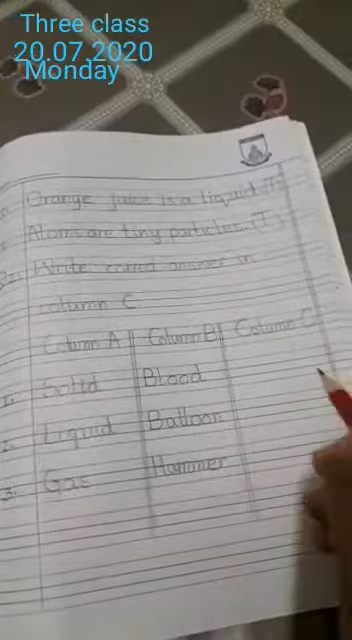 Three class
20.07.2020
Monday
Orange juice is a liquid. (T)
Atoms are tiny particles. (T)
Write correct answer in
column C
Column A Column B Column C
1. Solid Blood
2. Liquid Balloon
3. Gas Hammer